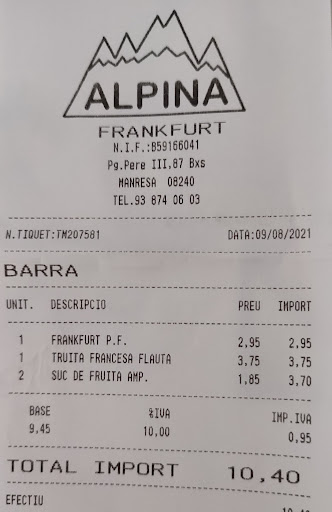 ALPINA
FRANKFURT
N.I.F.:B59166041
Pg.Pere III,87 Bxs
MANRESA 08240
TEL.93 874 06 03
N.TIQUET:TM207581 DATA:09/08/2021
BARRA
UNIT. DESCRIPCIO PREU IMPORT
1 FRANKFURT P.F. 2,95 2,95
1 TRUITA FRANCESA FLAUTA 3,75 3,75
2 SUC DE FRUITA AMP. 1,85 3,70
BASE %IVA IMP.IVA
9,45 10,00 0,95
TOTAL IMPORT 10,40
EFECTIU